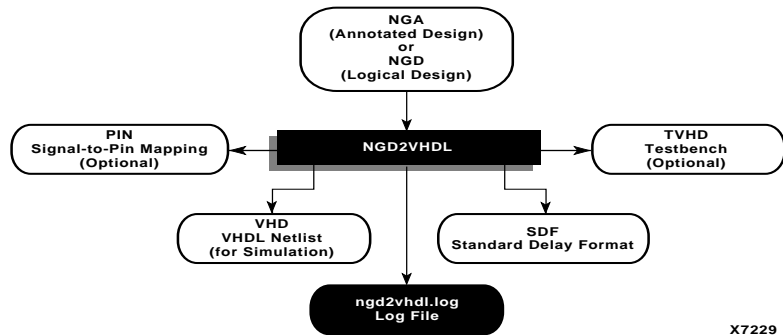 NGA
(Annotated Design)
or
NGD
(Logical Design)
PIN
Signal-to-Pin Mapping
(Optional)
NGD2VHDL
TVHD
Testbench
(Optional)
VHD
VHDL Netlist
(for Simulation)
SDF
Standard Delay Format
ngd2vhdl.log
Log File
X7229